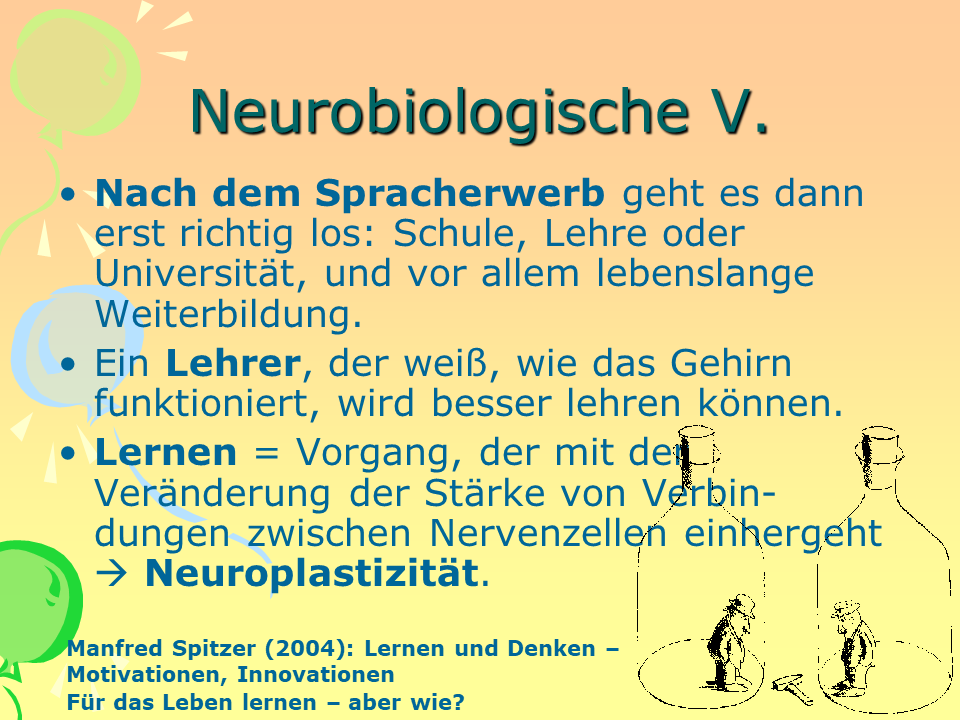 Neurobiologische V.
• Nach dem Spracherwerb geht es dann
erst richtig los: Schule, Lehre oder
Universität, und vor allem lebenslange
Weiterbildung.
• Ein Lehrer, der weiß, wie das Gehirn
funktioniert, wird besser lehren können.
• Lernen = Vorgang, der mit der
Veränderung der Stärke von Verbin-
dungen zwischen Nervenzellen einhergeht
→ Neuroplastizität.
Manfred Spitzer (2004): Lernen und Denken –
Motivationen, Innovationen
Für das Leben lernen – aber wie?